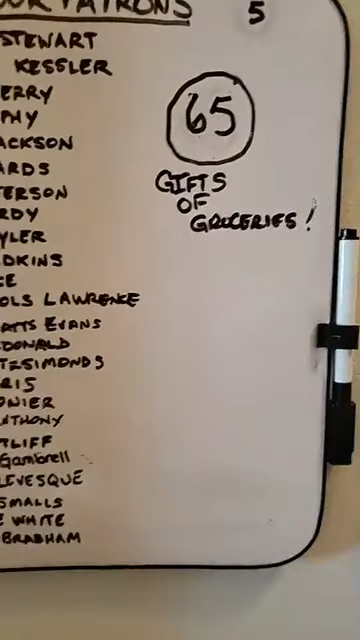 OUR PATRONS
5
STEWART
KESSLER
ERRY
PHY
ACKSON
ARDS
TERSON
RDY
YLER
DKINS
CE
OLS LAWRENCE
ATTS EVANS
DONALD
TZSIMONDS
RIS
ONIER
NTHONY
TLIFF
Gambrell
LEVESQUE
SMALLS
E WHITE
BRABHAM
65
GIFTS
OF
GROCERIES!